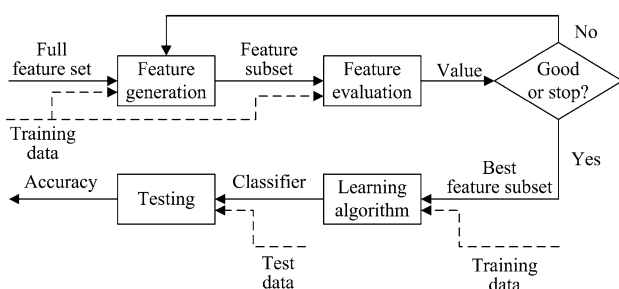 No
Full
feature set
Feature
generation
Feature
subset
Feature
evaluation
Value
Good
or stop?
Training
data
Yes
Accuracy
Testing
Classifier
Learning
algorithm
Best
feature subset
Test
data
Training
data